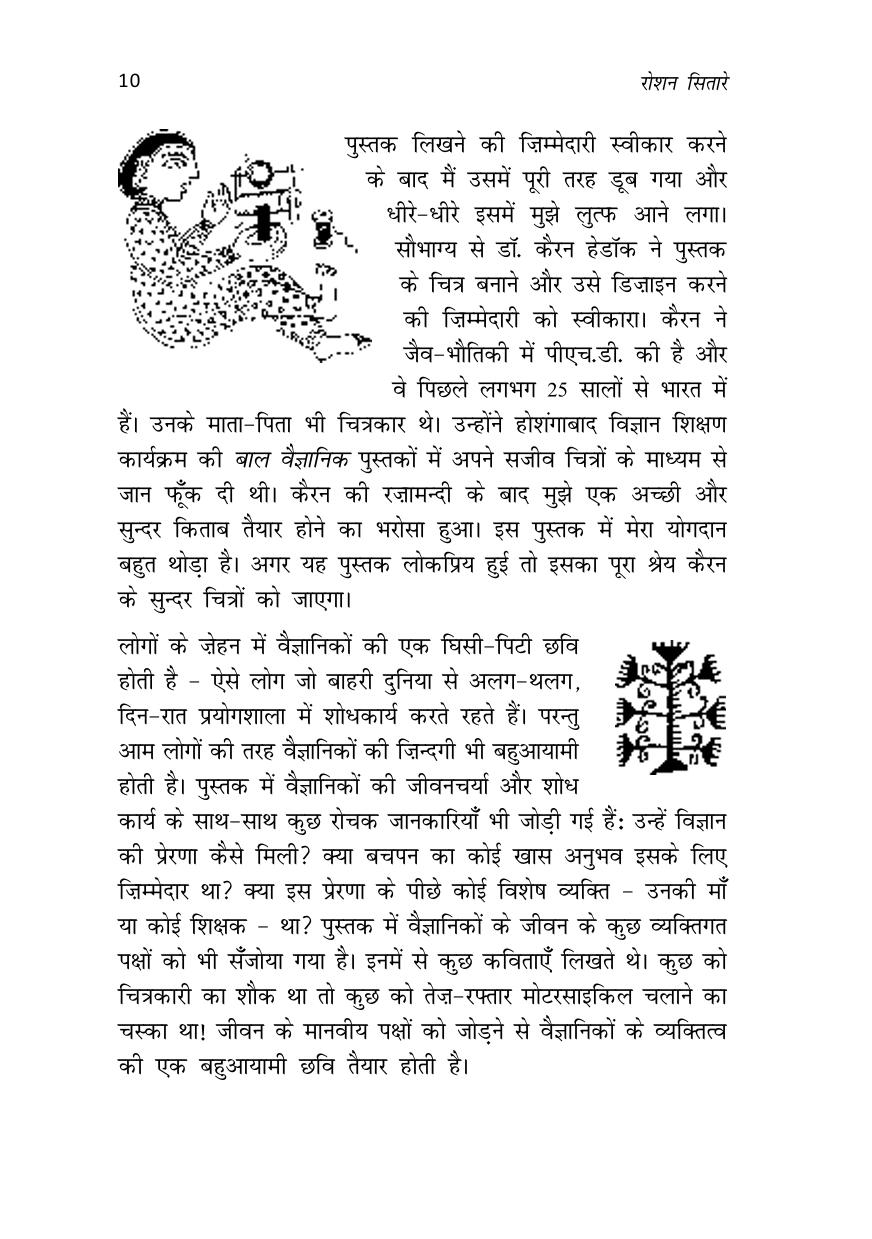 10 रोशन सितारे
पुस्तक लिखने की ज़िम्मेदारी स्वीकार करने
के बाद मैं उसमें पूरी तरह डूब गया और
धीरे-धीरे इसमें मुझे लुत्फ आने लगा।
सौभाग्य से डॉ. कैरन हेडॉक ने पुस्तक
के चित्र बनाने और उसे डिज़ाइन करने
की ज़िम्मेदारी को स्वीकारा। कैरन ने
जैव-भौतिकी में पीएच.डी. की है और
वे पिछले लगभग 25 सालों से भारत में
हैं। उनके माता-पिता भी चित्रकार थे। उन्होंने होशंगाबाद विज्ञान शिक्षण
कार्यक्रम की बाल वैज्ञानिक पुस्तकों में अपने सजीव चित्रों के माध्यम से
जान फूँक दी थी। कैरन की रज़ामन्दी के बाद मुझे एक अच्छी और
सुन्दर किताब तैयार होने का भरोसा हुआ। इस पुस्तक में मेरा योगदान
बहुत थोड़ा है। अगर यह पुस्तक लोकप्रिय हुई तो इसका पूरा श्रेय कैरन
के सुन्दर चित्रों को जाएगा।
लोगों के ज़ेहन में वैज्ञानिकों की एक घिसी-पिटी छवि
होती है - ऐसे लोग जो बाहरी दुनिया से अलग-थलग,
दिन-रात प्रयोगशाला में शोधकार्य करते रहते हैं। परन्तु
आम लोगों की तरह वैज्ञानिकों की ज़िन्दगी भी बहुआयामी
होती है। पुस्तक में वैज्ञानिकों की जीवनचर्या और शोध
कार्य के साथ-साथ कुछ रोचक जानकारियाँ भी जोड़ी गई हैं: उन्हें विज्ञान
की प्रेरणा कैसे मिली? क्या बचपन का कोई खास अनुभव इसके लिए
ज़िम्मेदार था? क्या इस प्रेरणा के पीछे कोई विशेष व्यक्ति - उनकी माँ
या कोई शिक्षक - था? पुस्तक में वैज्ञानिकों के जीवन के कुछ व्यक्तिगत
पक्षों को भी सँजोया गया है। इनमें से कुछ कविताएँ लिखते थे। कुछ को
चित्रकारी का शौक था तो कुछ को तेज़-रफ्तार मोटरसाइकिल चलाने का
चस्का था! जीवन के मानवीय पक्षों को जोड़ने से वैज्ञानिकों के व्यक्तित्व
की एक बहुआयामी छवि तैयार होती है।